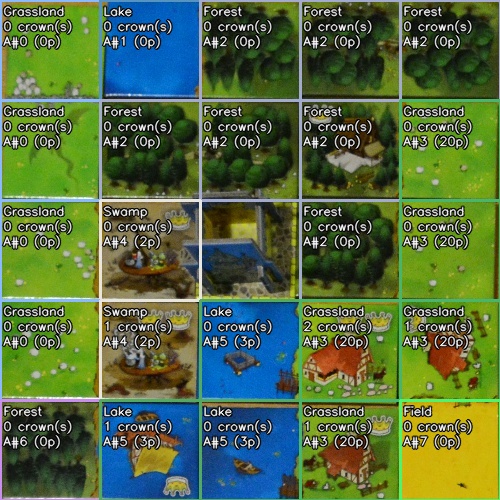 Grassland
0 crown(s)
A#0 (0p)
Lake
0 crown(s)
A#1 (0p)
Forest
0 crown(s)
A#2 (0p)
Forest
0 crown(s)
A#2 (0p)
Forest
0 crown(s)
A#2 (0p)
Grassland
0 crown(s)
A#0 (0p)
Forest
0 crown(s)
A#2 (0p)
Forest
0 crown(s)
A#2 (0p)
Forest
0 crown(s)
A#2 (0p)
Grassland
0 crown(s)
A#3 (20p)
Grassland
0 crown(s)
A#0 (0p)
Swamp
0 crown(s)
A#4 (2p)
Forest
0 crown(s)
A#2 (0p)
Grassland
0 crown(s)
A#3 (20p)
Grassland
0 crown(s)
A#0 (0p)
Swamp
1 crown(s)
A#4 (2p)
Lake
0 crown(s)
A#5 (3p)
Grassland
2 crown(s)
A#3 (20p)
Grassland
1 crown(s)
A#3 (20p)
Forest
0 crown(s)
A#6 (0p)
Lake
1 crown(s)
A#5 (3p)
Lake
0 crown(s)
A#5 (3p)
Grassland
1 crown(s)
A#3 (20p)
Field
0 crown(s)
A#7 (0p)